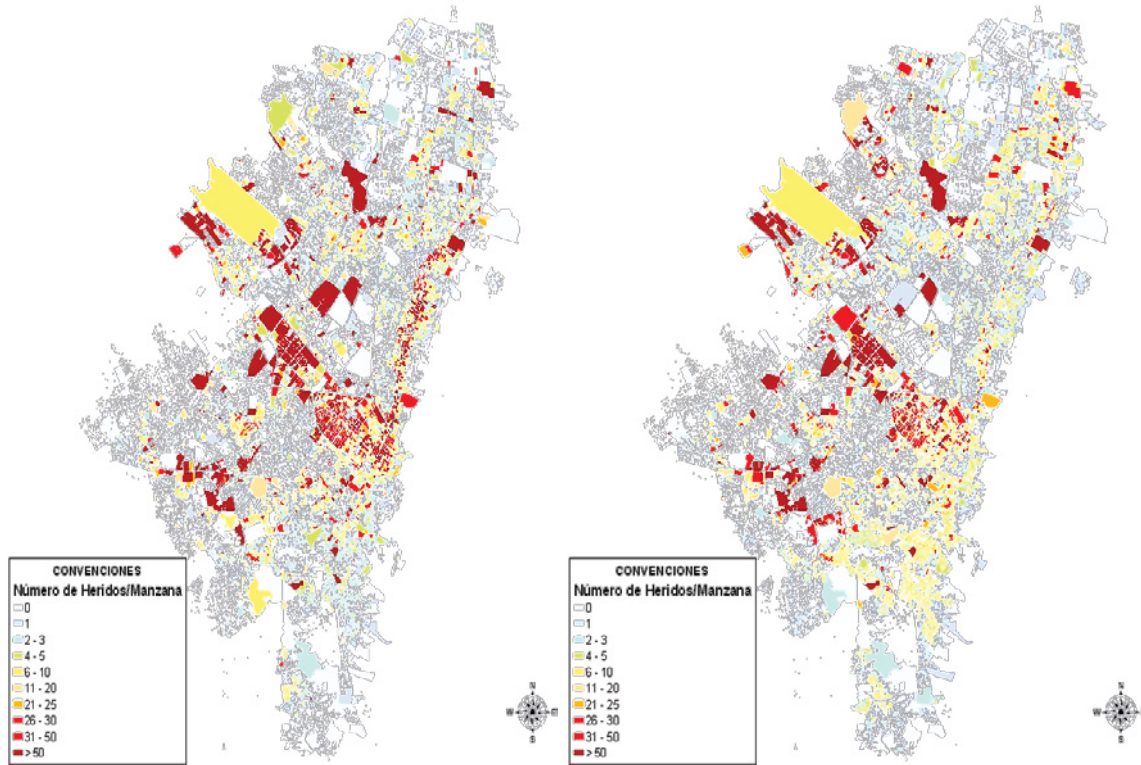 CONVENCIONES
Número de Heridos/Manzana
0
1
2 - 3
4 - 5
6 - 10
11 - 20
21 - 25
26 - 30
31 - 50
>50
N
W E
S
CONVENCIONES
Número de Heridos/Manzana
0
1
2 - 3
4 - 5
6 - 10
11 - 20
21 - 25
26 - 30
31 - 50
>50
N
W E
S